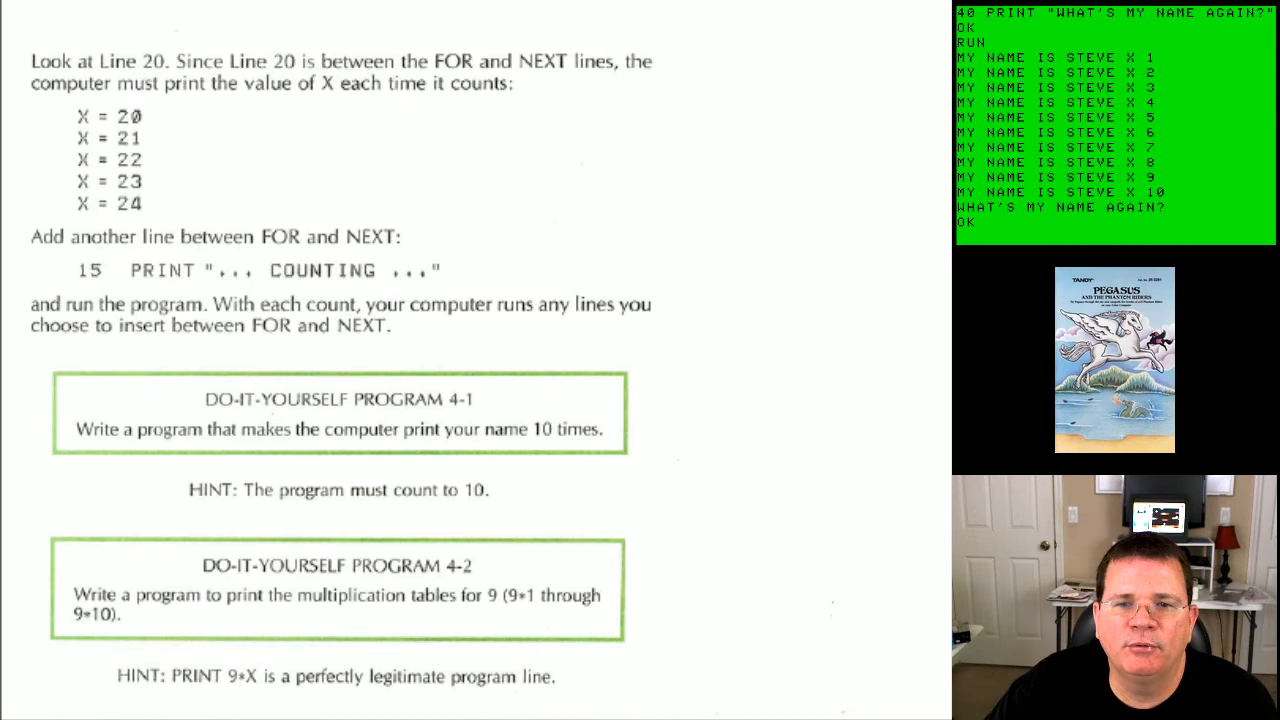 Look at Line 20. Since Line 20 is between the FOR and NEXT lines, the
computer must print the value of X each time it counts:
X = 20
X = 21
X = 22
X = 23
X = 24
Add another line between FOR and NEXT:
15 PRINT "... COUNTING ..."
and run the program. With each count, your computer runs any lines you
choose to insert between FOR and NEXT.
DO-IT-YOURSELF PROGRAM 4-1
Write a program that makes the computer print your name 10 times.
HINT: The program must count to 10.
DO-IT-YOURSELF PROGRAM 4-2
Write a program to print the multiplication tables for 9 (9*1 through
9*10).
HINT: PRINT 9*X is a perfectly legitimate program line.
40 PRINT "WHAT'S MY NAME AGAIN?"
OK
RUN
MY NAME IS STEVE X 1
MY NAME IS STEVE X 2
MY NAME IS STEVE X 3
MY NAME IS STEVE X 4
MY NAME IS STEVE X 5
MY NAME IS STEVE X 6
MY NAME IS STEVE X 7
MY NAME IS STEVE X 8
MY NAME IS STEVE X 9
MY NAME IS STEVE X 10
WHAT'S MY NAME AGAIN?
OK
TANDY
PEGASUS
AND THE PHANTOM RIDERS